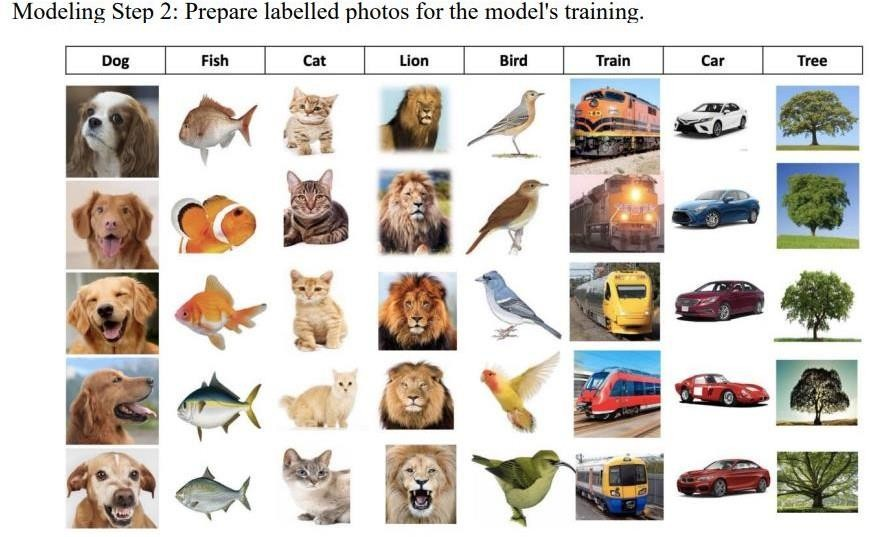 Modeling Step 2: Prepare labelled photos for the model's training.
Dog Fish Cat Lion Bird Train Car Tree